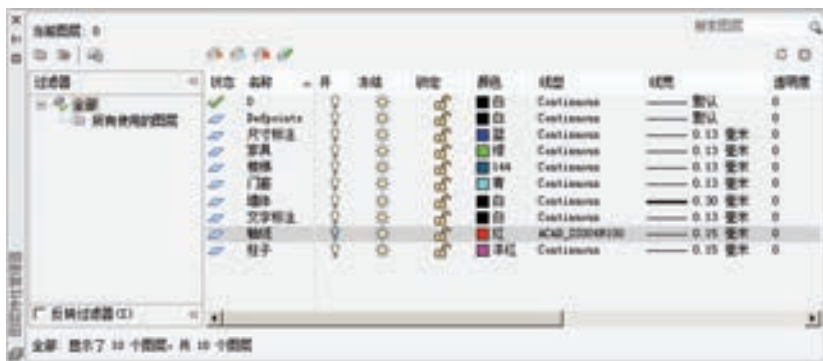 当前图层: 0
搜索图层
过滤器
全部
所有使用的图层
状态 名称 开 冻结 锁定 颜色 线型 线宽 透明度
0 白 Continuous 默认 0
Defpoints 白 Continuous 默认 0
尺寸标注 蓝 Continuous 0.13 毫米 0
家具 绿 Continuous 0.13 毫米 0
楼梯 144 Continuous 0.13 毫米 0
门窗 青 Continuous 0.13 毫米 0
墙体 白 Continuous 0.30 毫米 0
文字标注 白 Continuous 0.13 毫米 0
轴线 红 0.15 毫米 0
柱子 洋红 Continuous 0.15 毫米 0
反转过滤器(I)
全部: 显示了 10 个图层，共 10 个图层
图层特性管理器